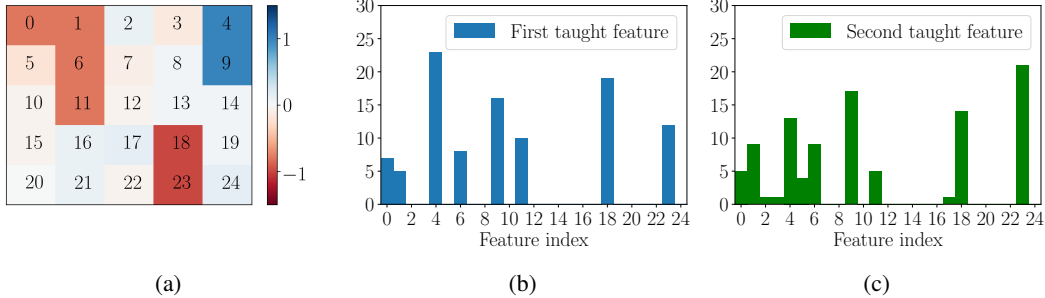 0 1 2 3 4
5 6 7 8 9
10 11 12 13 14
15 16 17 18 19
20 21 22 23 24
1
0
−1
(a)
30
25
20
15
10
5
0
First taught feature
0 2 4 6 8 10 12 14 16 18 20 22 24
Feature index
(b)
30
25
20
15
10
5
0
Second taught feature
0 2 4 6 8 10 12 14 16 18 20 22 24
Feature index
(c)